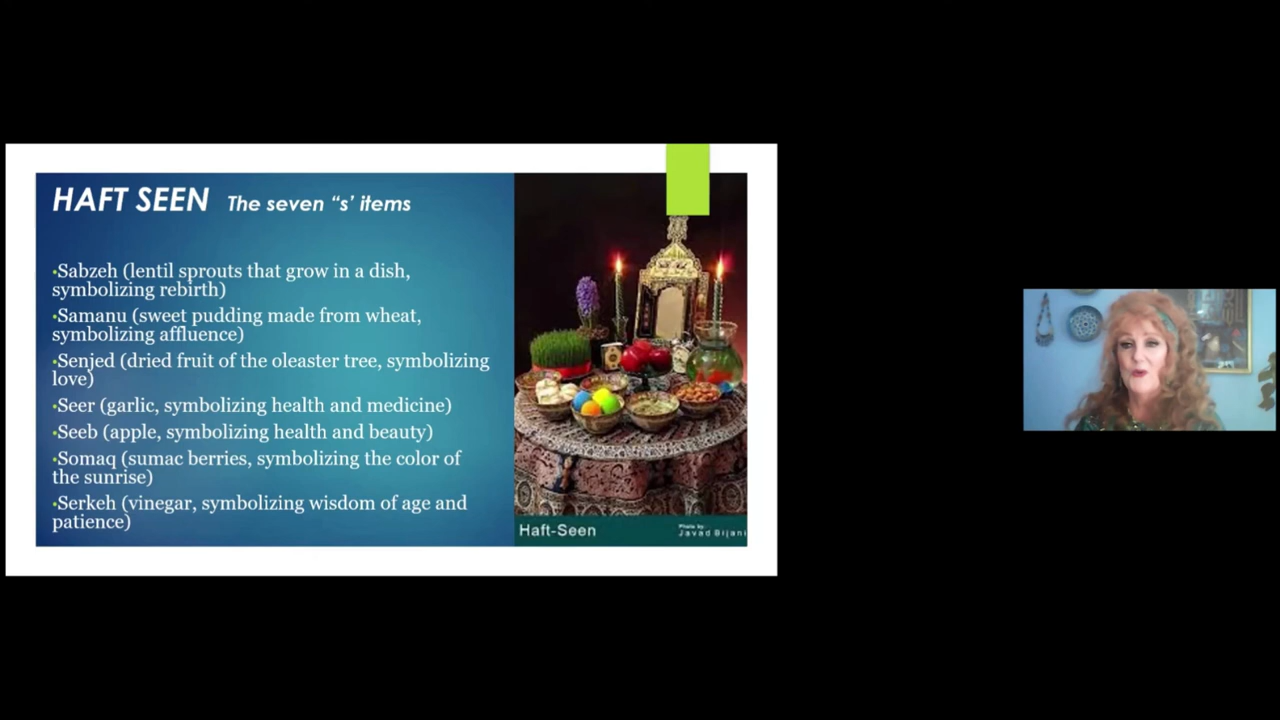 HAFT SEEN The seven “s’ items
•Sabzeh (lentil sprouts that grow in a dish,
symbolizing rebirth)
•Samanu (sweet pudding made from wheat,
symbolizing affluence)
•Senjed (dried fruit of the oleaster tree, symbolizing
love)
•Seer (garlic, symbolizing health and medicine)
•Seeb (apple, symbolizing health and beauty)
•Somaq (sumac berries, symbolizing the color of
the sunrise)
•Serkeh (vinegar, symbolizing wisdom of age and
patience)
Haft-Seen
Photo by:
Javad Bijani